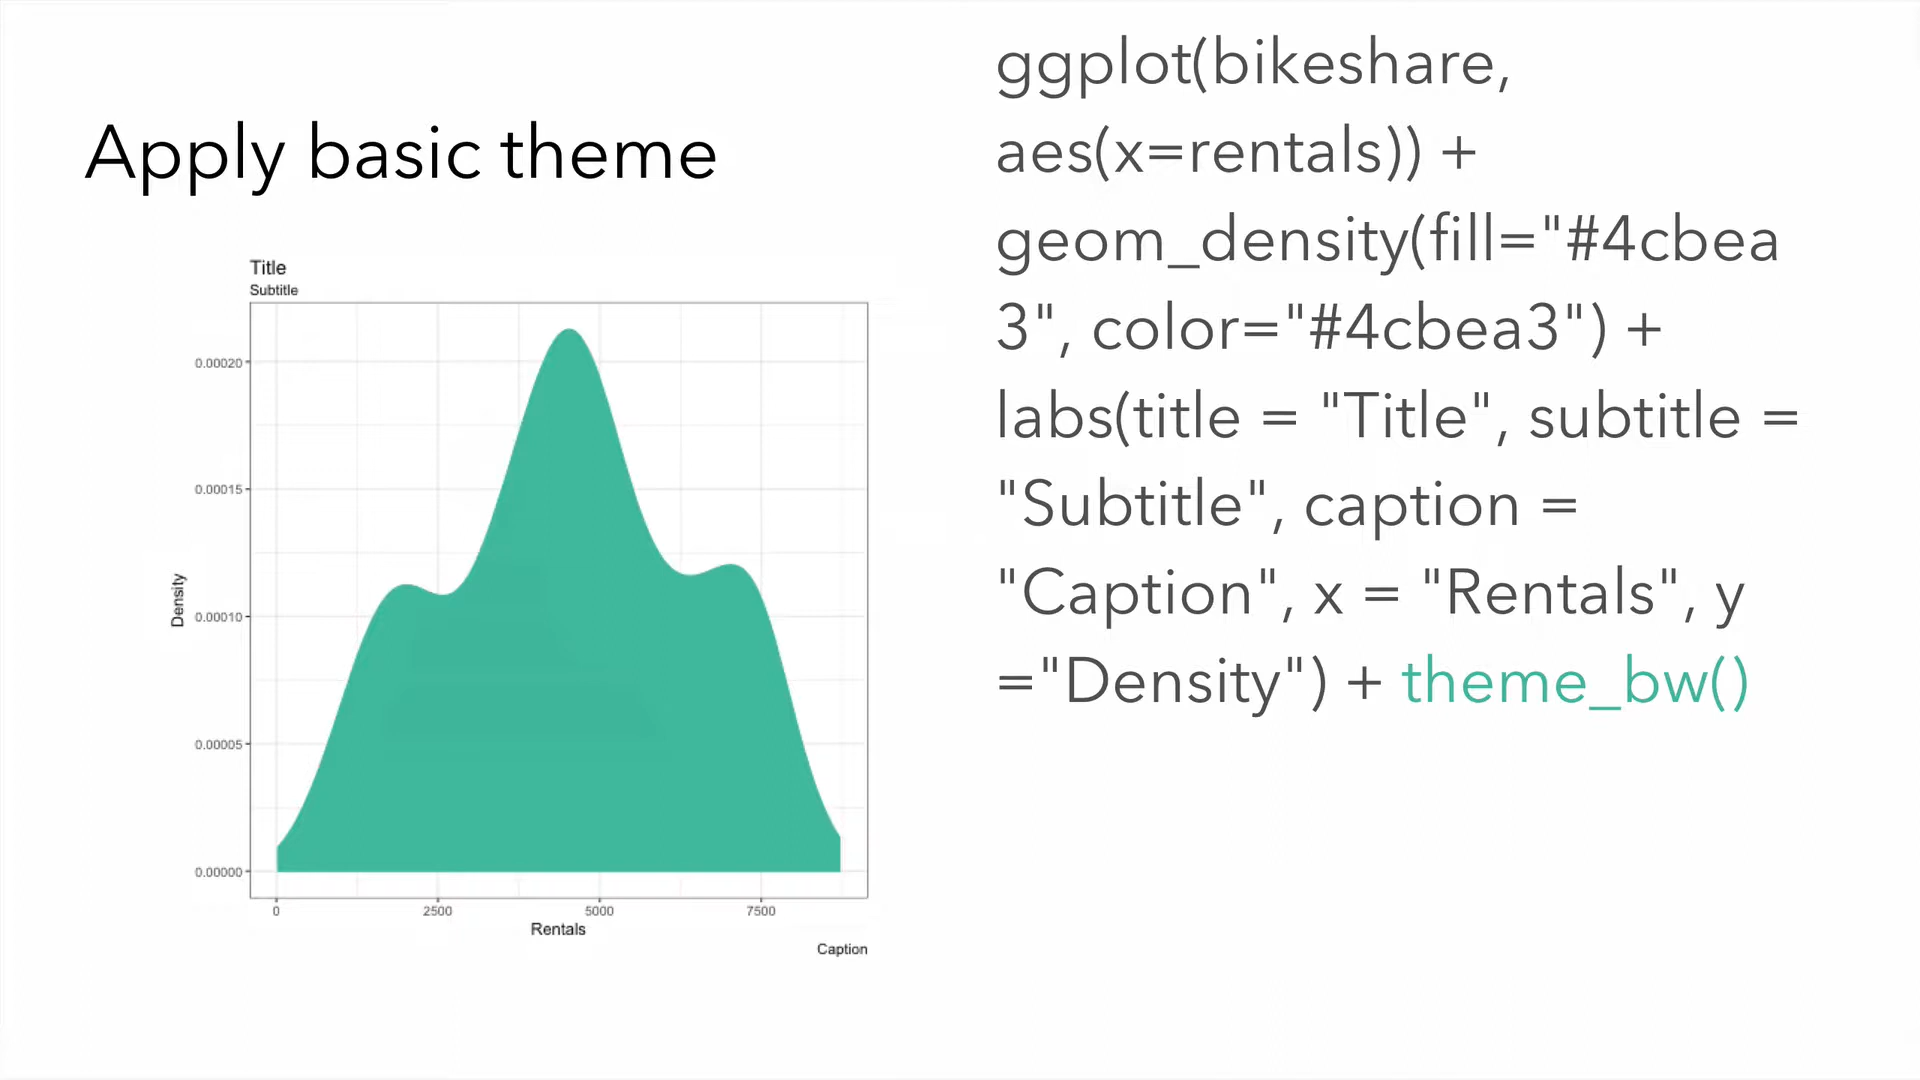 Apply basic theme
Title
Subtitle
0.00020
0.00015
0.00010
0.00005
0.00000
Density
0 2500 5000 7500
Rentals
Caption
ggplot(bikeshare,
aes(x=rentals)) +
geom_density(fill="#4cbea
3", color="#4cbea3") +
labs(title = "Title", subtitle =
"Subtitle", caption =
"Caption", x = "Rentals", y
="Density") + theme_bw()